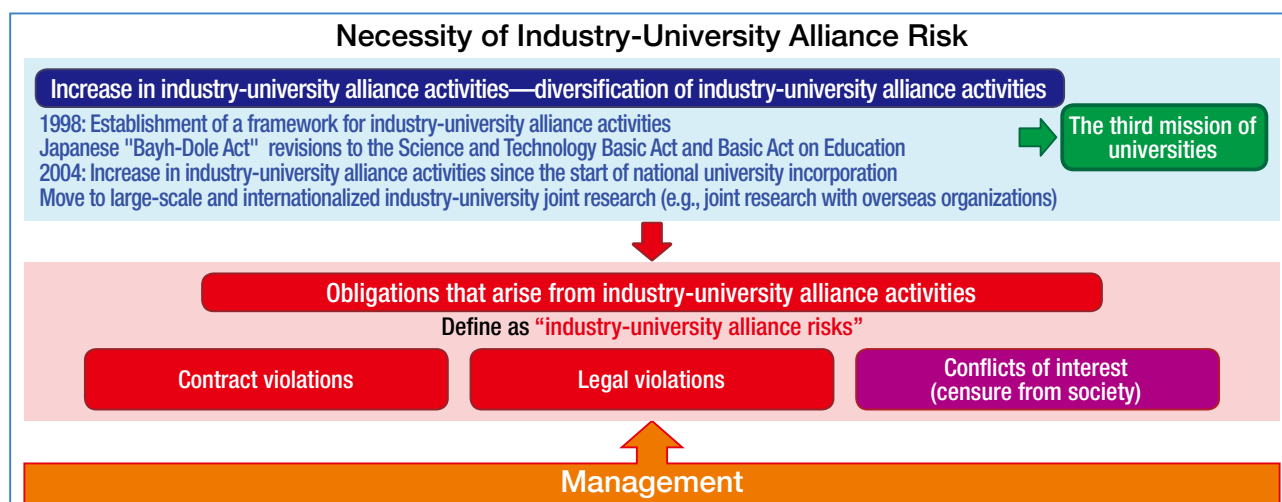 Necessity of Industry-University Alliance Risk
Increase in industry-university alliance activities—diversification of industry-university alliance activities
1998: Establishment of a framework for industry-university alliance activities
Japanese "Bayh-Dole Act" revisions to the Science and Technology Basic Act and Basic Act on Education
2004: Increase in industry-university alliance activities since the start of national university incorporation
Move to large-scale and internationalized industry-university joint research (e.g., joint research with overseas organizations)
The third mission of
universities
Obligations that arise from industry-university alliance activities
Define as “industry-university alliance risks”
Contract violations
Legal violations
Conflicts of interest
(censure from society)
Management